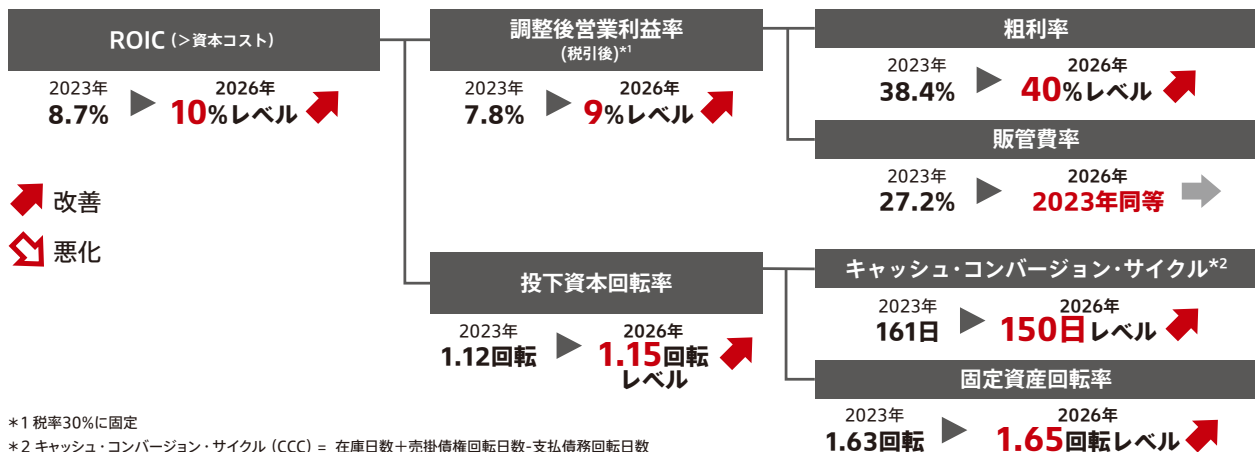 ROIC (>資本コスト)
2023年
8.7%
2026年
10%レベル
改善
悪化
調整後営業利益率
(税引後)*1
2023年
7.8%
2026年
9%レベル
投下資本回転率
2023年
1.12回転
2026年
1.15回転
レベル
粗利率
2023年
38.4%
2026年
40%レベル
販管費率
2023年
27.2%
2026年
2023年同等
キャッシュ・コンバージョン・サイクル*2
2023年
161日
2026年
150日レベル
固定資産回転率
2023年
1.63回転
2026年
1.65回転レベル
*1 税率30%に固定
*2 キャッシュ・コンバージョン・サイクル (CCC) = 在庫日数+売掛債権回転日数-支払債務回転日数